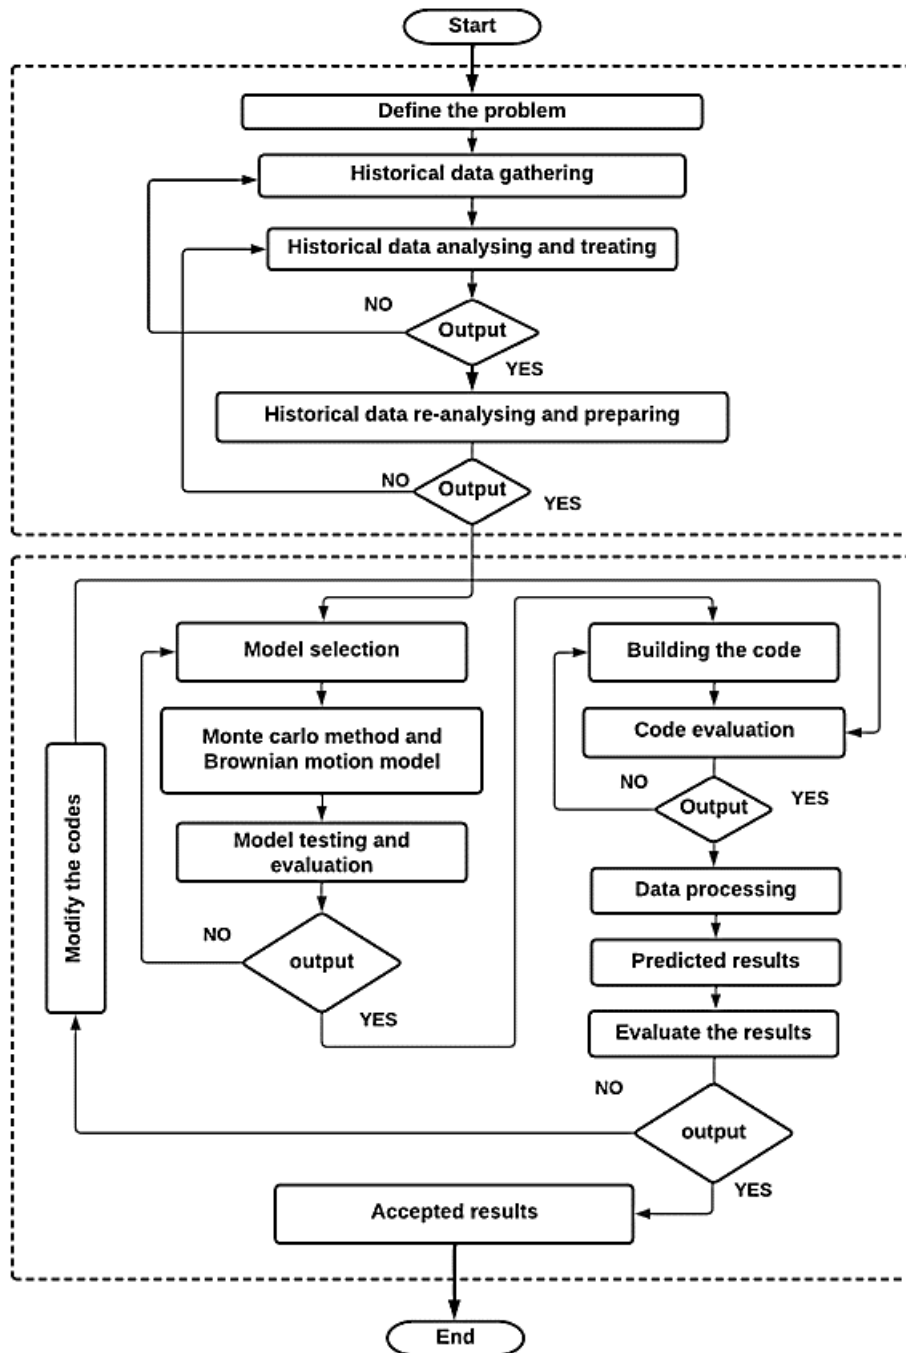 Start
Define the problem
Historical data gathering
Historical data analysing and treating
NO
Output
YES
Historical data re-analysing and preparing
NO
Output
YES
Model selection
Monte carlo method and
Brownian motion model
Model testing and
evaluation
NO
output
YES
Building the code
Code evaluation
NO
Output
YES
Data processing
Predicted results
Evaluate the results
NO
output
YES
Modify the codes
Accepted results
End